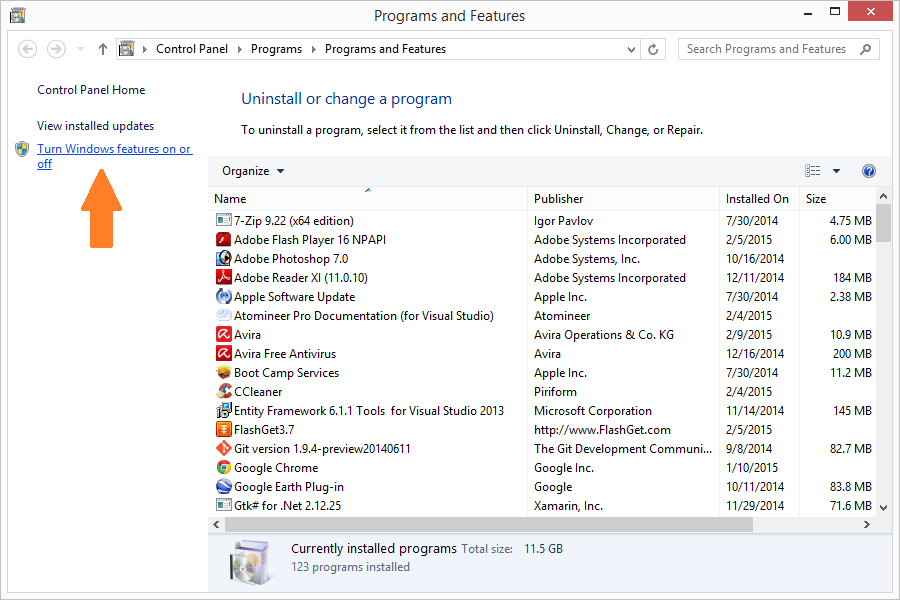 Programs and Features
Control Panel Programs Programs and Features
Search Programs and Features
Control Panel Home
View installed updates
Turn Windows features on or
off
Uninstall or change a program
To uninstall a program, select it from the list and then click Uninstall, Change, or Repair.
Organize
Name Publisher Installed On Size
7-Zip 9.22 (x64 edition) Igor Pavlov 7/30/2014 4.75 MB
Adobe Flash Player 16 NPAPI Adobe Systems Incorporated 2/5/2015 6.00 MB
Adobe Photoshop 7.0 Adobe Systems, Inc. 10/16/2014
Adobe Reader XI (11.0.10) Adobe Systems Incorporated 12/11/2014 184 MB
Apple Software Update Apple Inc. 7/30/2014 2.38 MB
Atomineer Pro Documentation (for Visual Studio) Atomineer 2/4/2015
Avira Avira Operations & Co. KG 2/9/2015 10.9 MB
Avira Free Antivirus Avira 12/16/2014 200 MB
Boot Camp Services Apple Inc. 7/30/2014 11.2 MB
CCleaner Piriform 2/4/2015
Entity Framework 6.1.1 Tools for Visual Studio 2013 Microsoft Corporation 11/14/2014 145 MB
FlashGet3.7 http://www.FlashGet.com 2/5/2015
Git version 1.9.4-preview20140611 The Git Development Communi... 9/8/2014 82.7 MB
Google Chrome Google Inc. 1/10/2015
Google Earth Plug-in Google 10/11/2014 83.8 MB
Gtk# for .Net 2.12.25 Xamarin, Inc. 11/29/2014 71.6 MB
Currently installed programs Total size: 11.5 GB
123 programs installed